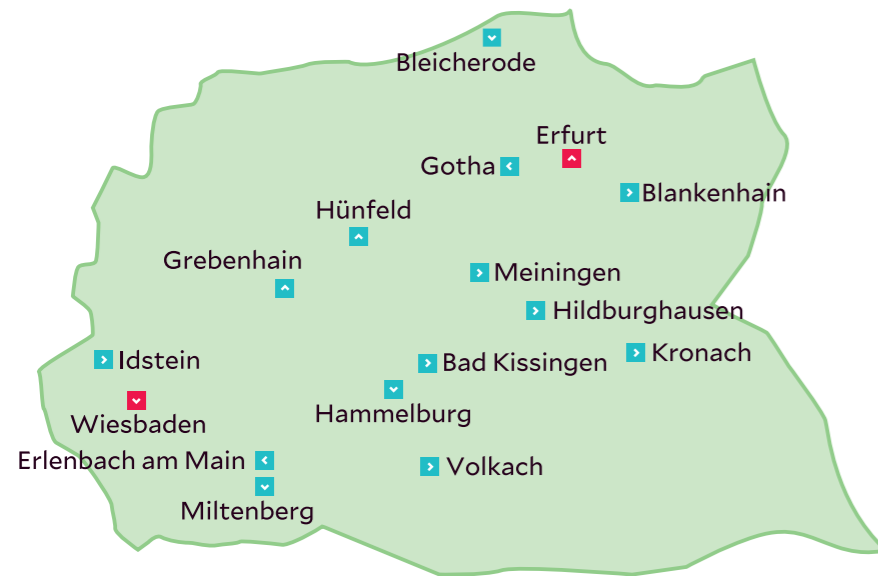 Bleicherode
Erfurt
Gotha
Blankenhain
Hünfeld
Grebenhain
Meiningen
Hildburghausen
Idstein
Bad Kissingen
Kronach
Hammelburg
Wiesbaden
Erlenbach am Main
Volkach
Miltenberg